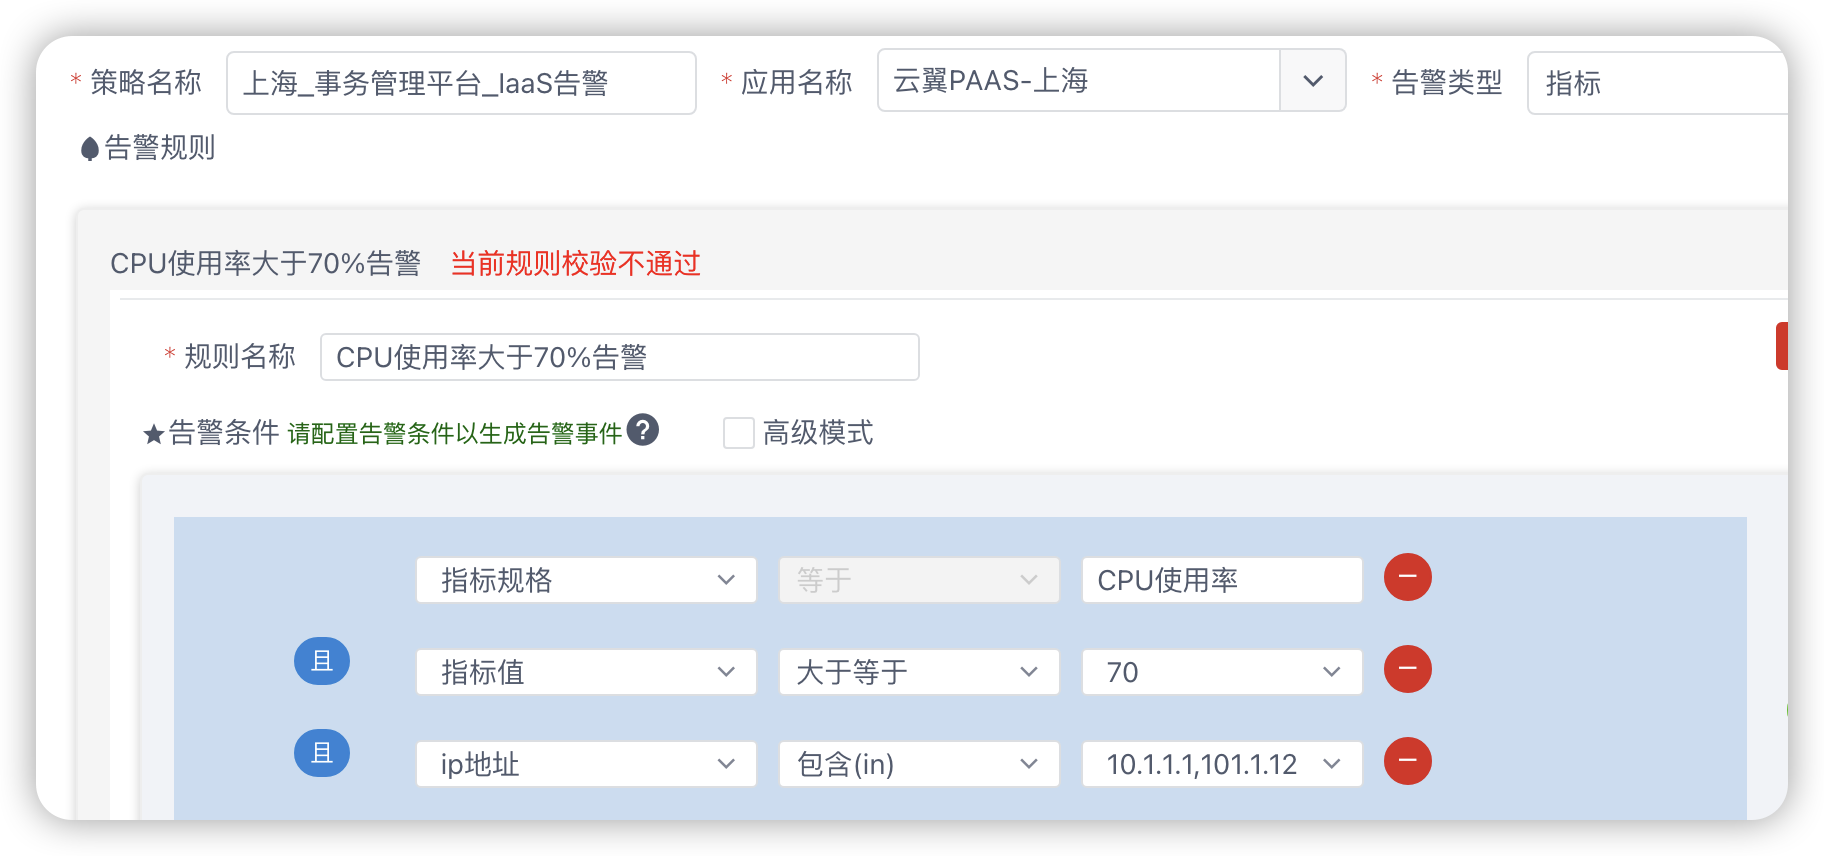 * 策略名称 上海_事务管理平台_IaaS告警 * 应用名称 云翼PAAS-上海 * 告警类型 指标
告警规则
CPU使用率大于70%告警 当前规则校验不通过
* 规则名称 CPU使用率大于70%告警
告警条件 请配置告警条件以生成告警事件 ? 高级模式
指标规格 等于 CPU使用率
且 指标值 大于等于 70
且 ip地址 包含(in) 10.1.1.1,101.1.12